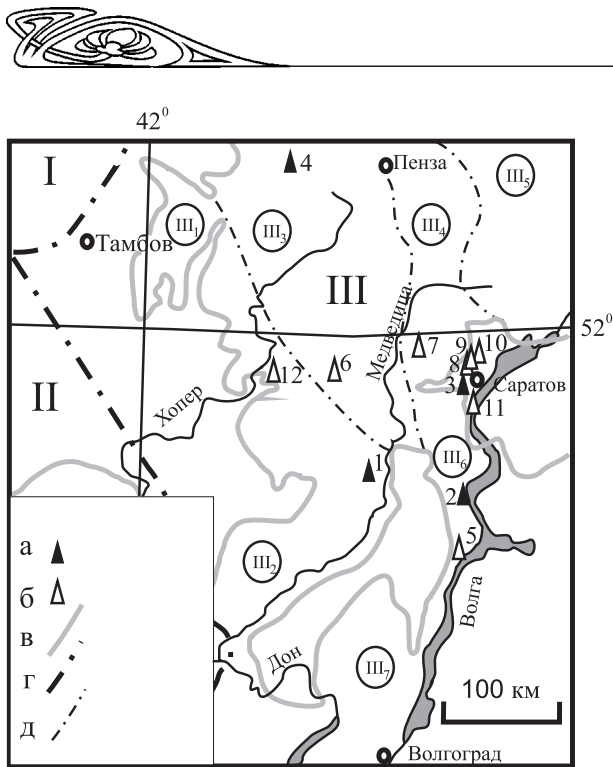 42⁰
I
4
Пенза
III₅
III₁
III₃
III₄
Тамбов
III
Медведица
52⁰
7
9
10
8
II
12
6
3
Саратов
Хопер
11
1
III₆
2
а
5
б
III₂
в
Волга
г
Дон
III₇
100 км
д
Волгоград